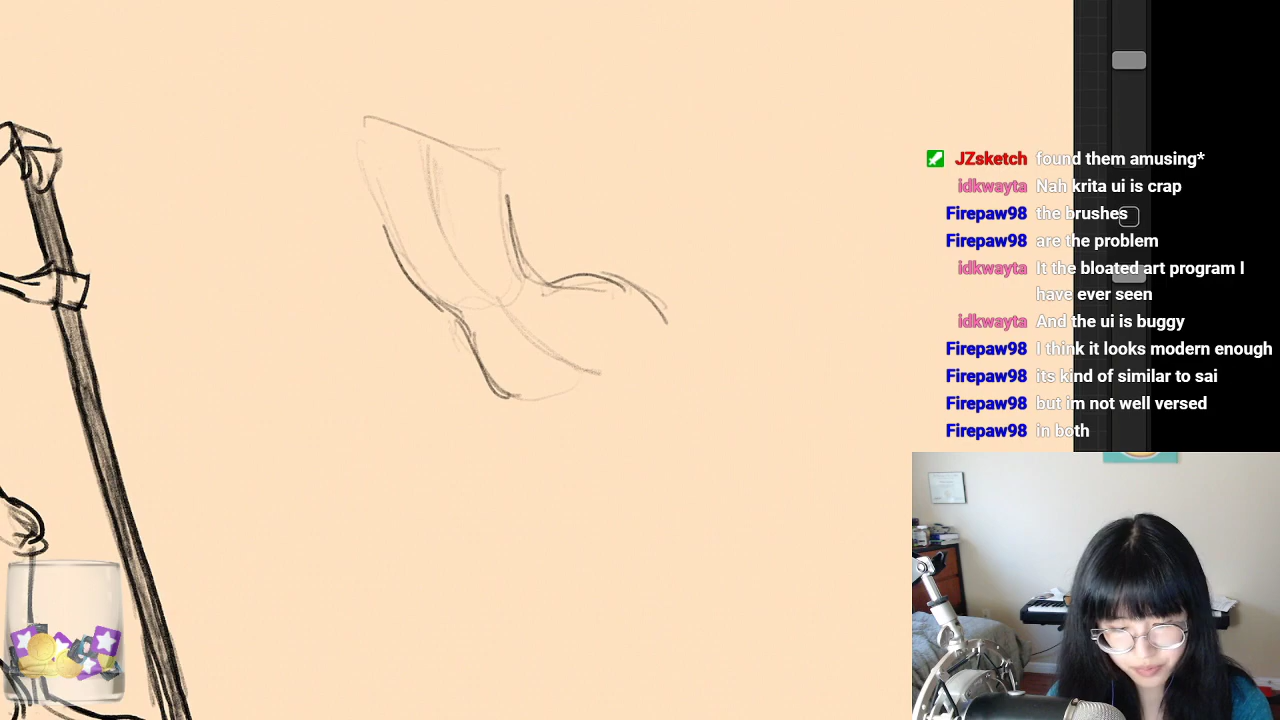 JZsketch found them amusing*
idkwayta Nah krita ui is crap
Firepaw98 the brushes
Firepaw98 are the problem
idkwayta It the bloated art program I
have ever seen
idkwayta And the ui is buggy
Firepaw98 I think it looks modern enough
Firepaw98 its kind of similar to sai
Firepaw98 but im not well versed
Firepaw98 in both